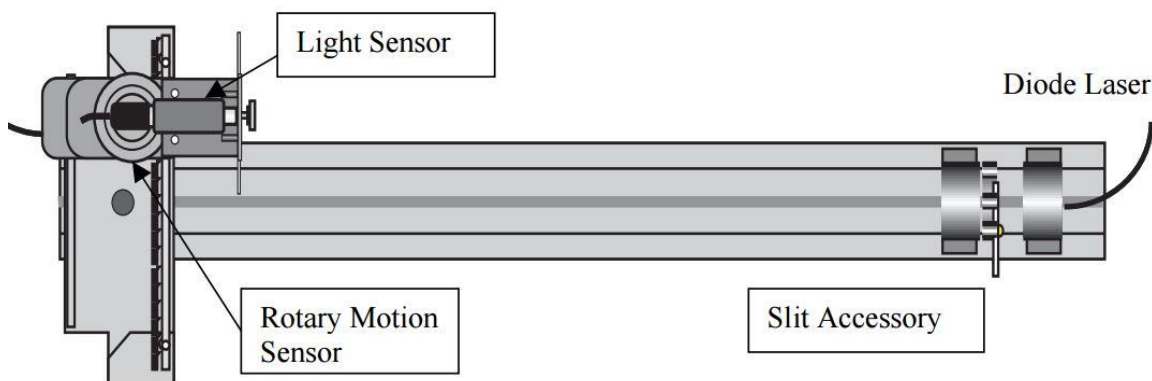 Light Sensor
Diode Laser
Rotary Motion
Sensor
Slit Accessory